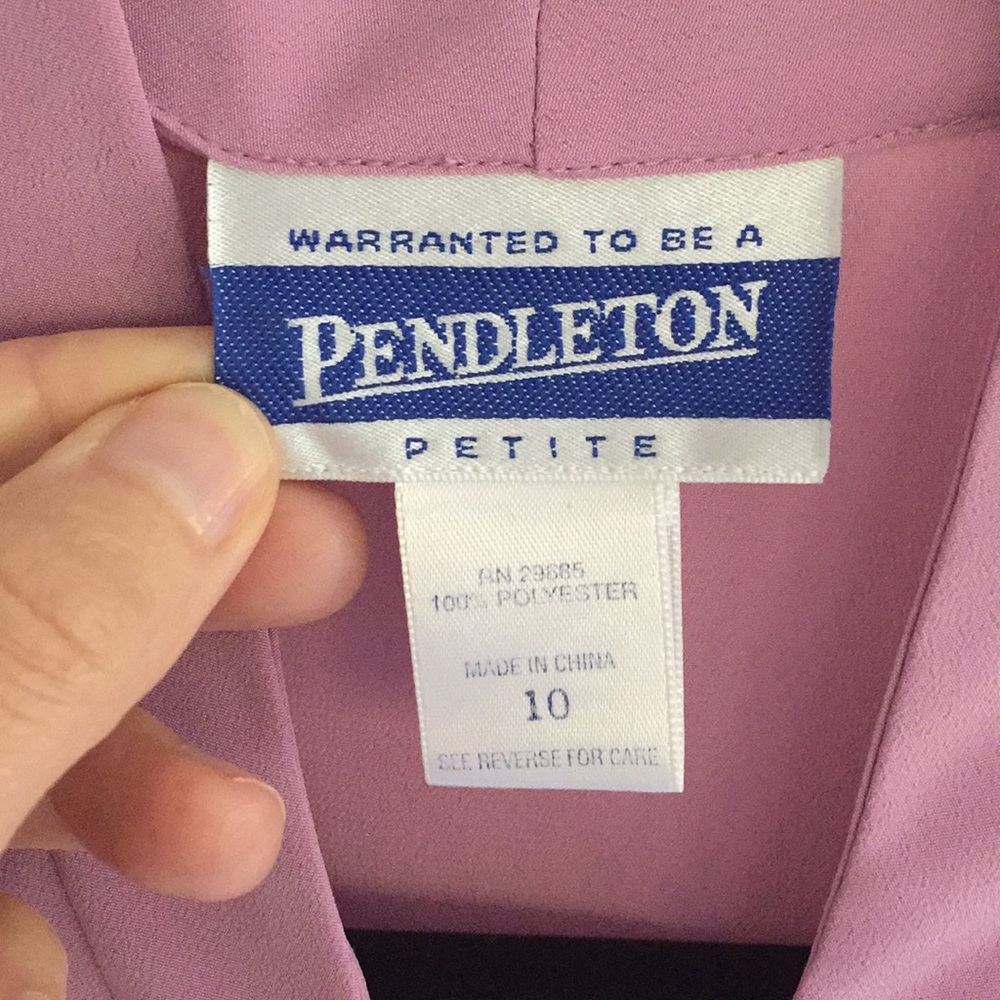 WARRANTED TO BE A
PENDLETON
PETITE
RN 29685
100% POLYESTER
MADE IN CHINA
10
SEE REVERSE FOR CARE